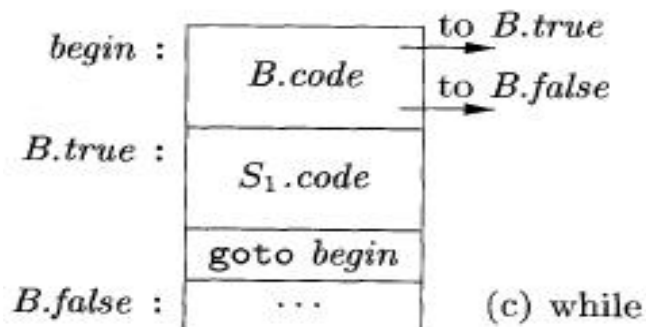 to B.true
begin :
B.code
to B.false
B.true :
S₁.code
goto begin
B.false : ... (c) while